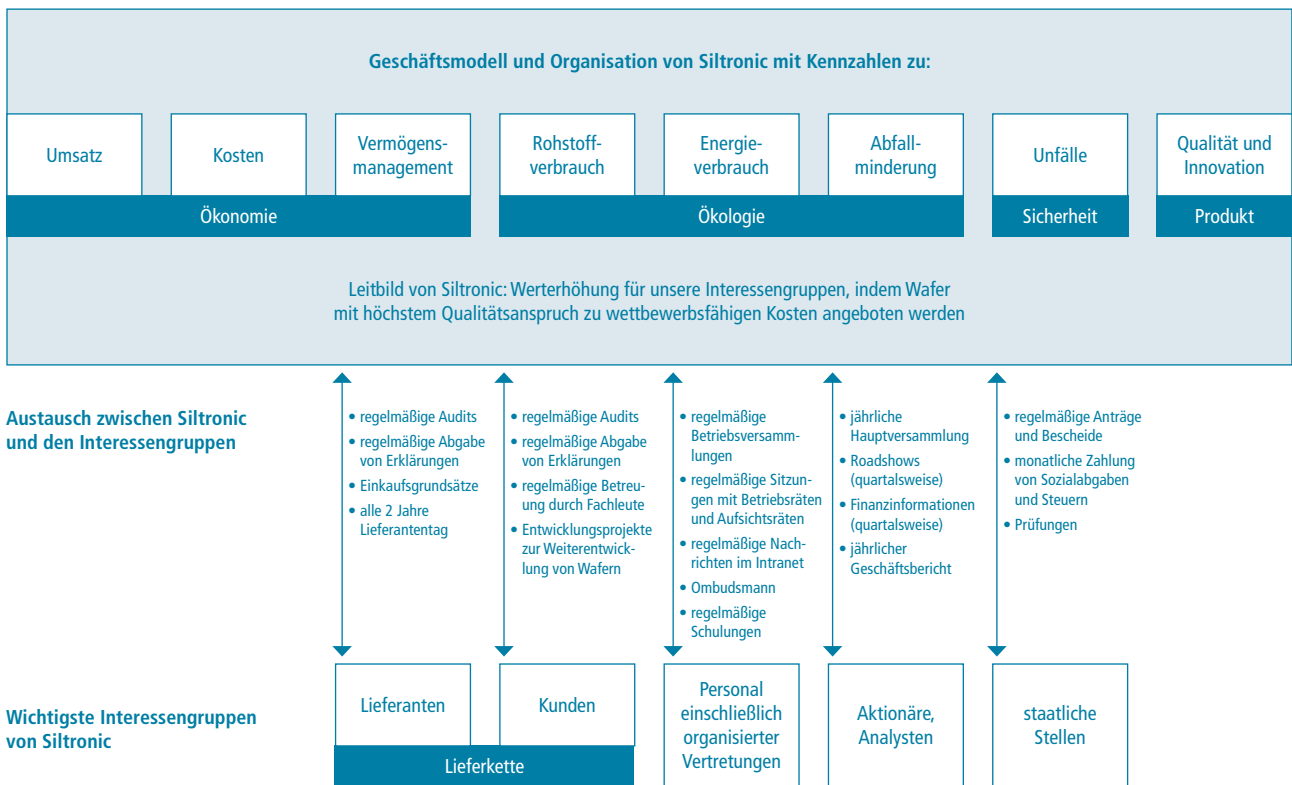 Geschäftsmodell und Organisation von Siltronic mit Kennzahlen zu:
Umsatz
Kosten
Vermögens-
management
Rohstoff-
verbrauch
Energie-
verbrauch
Abfall-
minderung
Unfälle
Qualität und
Innovation
Ökonomie
Ökologie
Sicherheit
Produkt
Leitbild von Siltronic: Werterhöhung für unsere Interessengruppen, indem Wafer
mit höchstem Qualitätsanspruch zu wettbewerbsfähigen Kosten angeboten werden
Austausch zwischen Siltronic
und den Interessengruppen
• regelmäßige Audits
• regelmäßige Abgabe
von Erklärungen
• Einkaufsgrundsätze
• alle 2 Jahre
Lieferantentag
• regelmäßige Audits
• regelmäßige Abgabe
von Erklärungen
• regelmäßige Betreu-
ung durch Fachleute
• Entwicklungsprojekte
zur Weiterentwick-
lung von Wafern
• regelmäßige
Betriebsversamm-
lungen
• regelmäßige Sitzun-
gen mit Betriebsräten
und Aufsichtsräten
• regelmäßige Nach-
richten im Intranet
• Ombudsmann
• regelmäßige
Schulungen
• jährliche
Hauptversammlung
• Roadshows
(quartalsweise)
• Finanzinformationen
(quartalsweise)
• jährlicher
Geschäftsbericht
• regelmäßige Anträge
und Bescheide
• monatliche Zahlung
von Sozialabgaben
und Steuern
• Prüfungen
Wichtigste Interessengruppen
von Siltronic
Lieferanten
Kunden
Lieferkette
Personal
einschließlich
organisierter
Vertretungen
Aktionäre,
Analysten
staatliche
Stellen